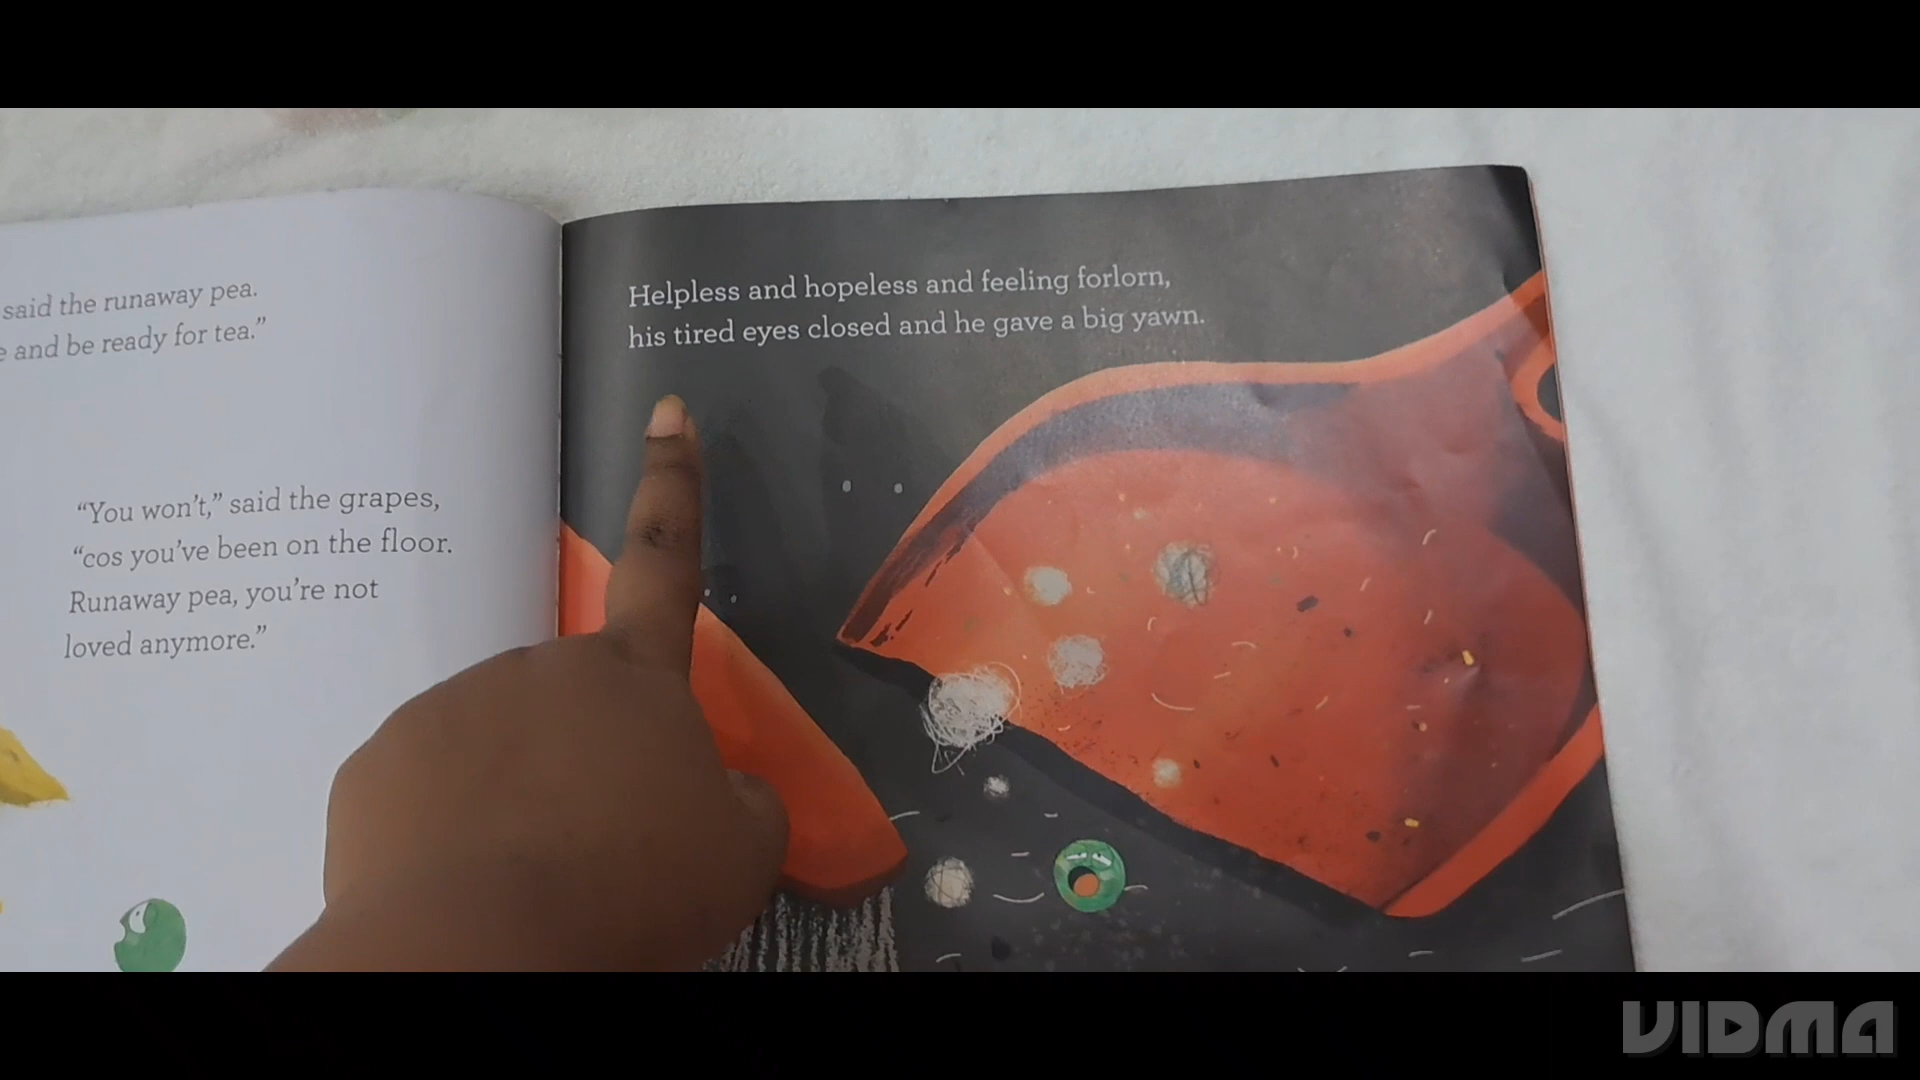 said the runaway pea.
and be ready for tea.”
“You won’t,” said the grapes,
“cos you’ve been on the floor.
Runaway pea, you’re not
loved anymore.”
Helpless and hopeless and feeling forlorn,
his tired eyes closed and he gave a big yawn.
VIDMA